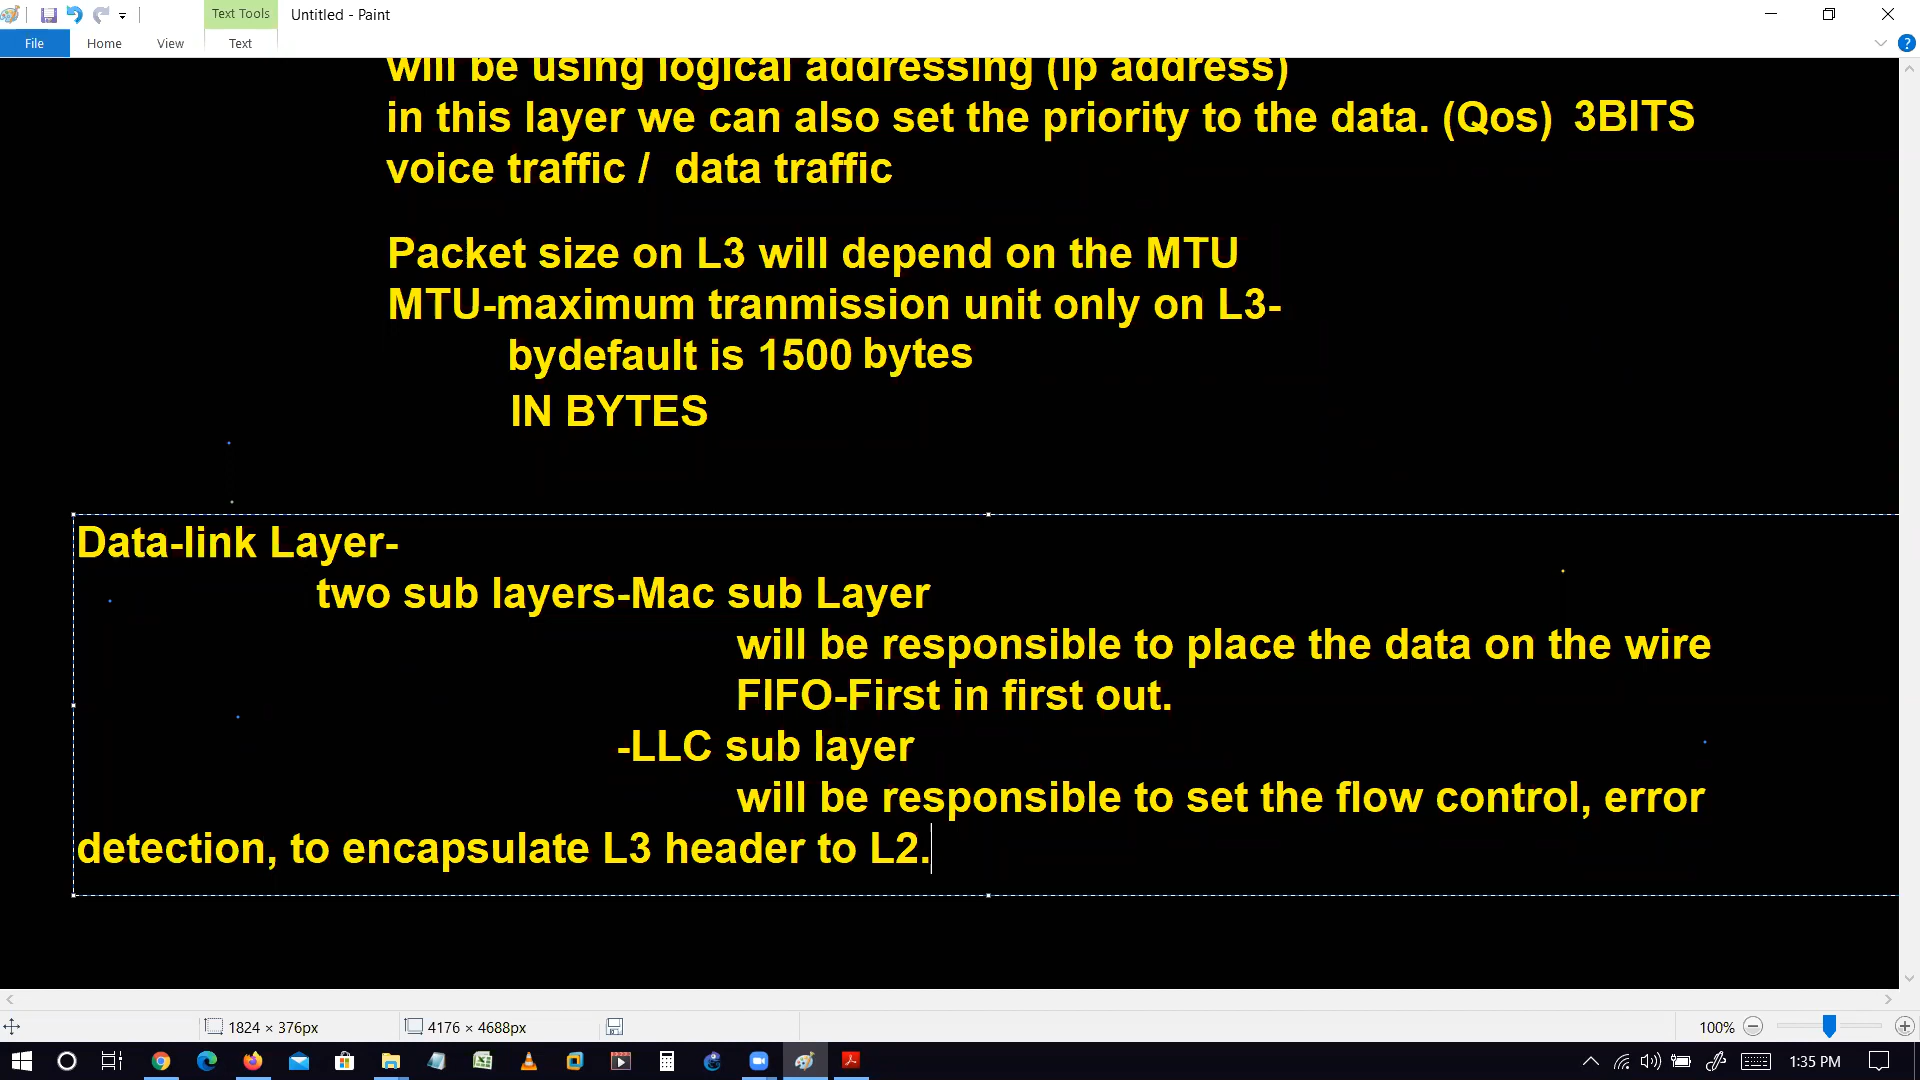 Text Tools
Untitled - Paint
File
Home
View
Text
will be using logical addressing (ip address)
in this layer we can also set the priority to the data. (Qos) 3BITS
voice traffic / data traffic
Packet size on L3 will depend on the MTU
MTU-maximum tranmission unit only on L3-
bydefault is 1500 bytes
IN BYTES
Data-link Layer-
two sub layers-Mac sub Layer
will be responsible to place the data on the wire
FIFO-First in first out.
-LLC sub layer
will be responsible to set the flow control, error
detection, to encapsulate L3 header to L2.
1824 × 376px
4176 × 4688px
100%
1:35 PM